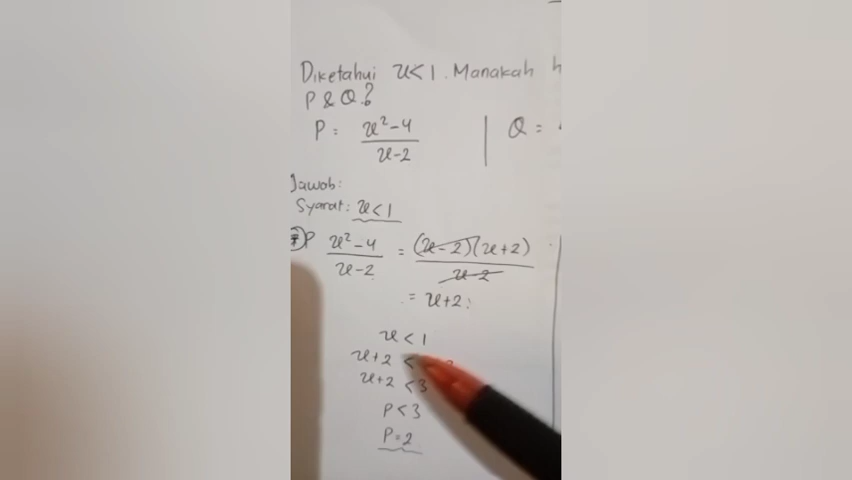 Diketahui x < 1. Manakah
P & Q?
P = x² - 4 / x - 2 | Q =
Jawab:
Syarat: x < 1
P x² - 4 / x - 2 = (x - 2)(x + 2) / x - 2
= x + 2
x < 1
x + 2 <
x + 2 < 3
P < 3
P = 2